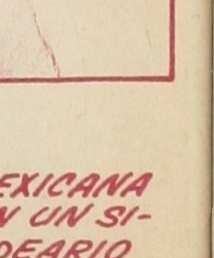 EXICANA
N UN SI-
DEARIO